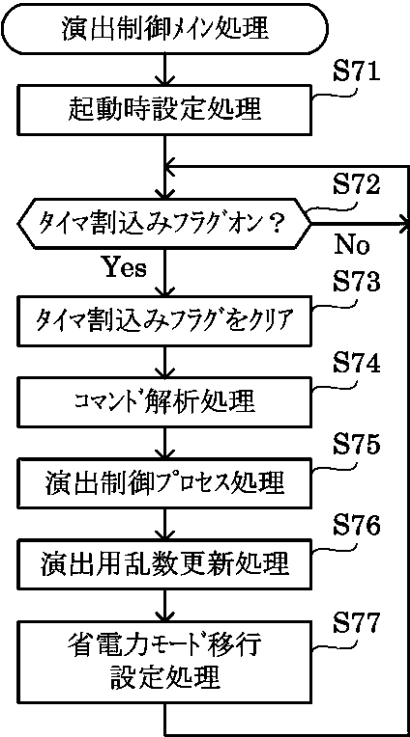 演出制御メイン処理
S71
起動時設定処理
S72
タイマ割込みフラグオン？
No
Yes
S73
タイマ割込みフラグをクリア
S74
コマンド解析処理
S75
演出制御プロセス処理
S76
演出用乱数更新処理
S77
省電力モード移行
設定処理